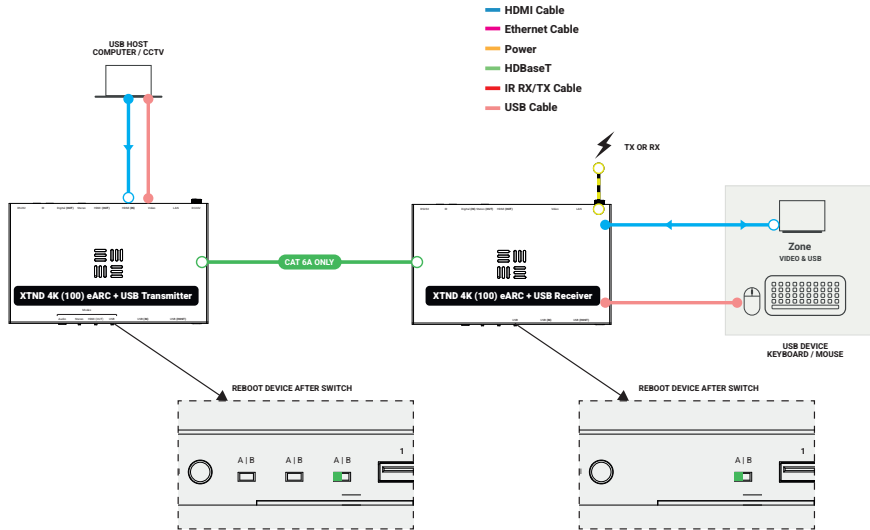 HDMI Cable
Ethernet Cable
Power
HDBaseT
IR RX/TX Cable
USB Cable
USB HOST
COMPUTER / CCTV
TX OR RX
CAT 6A ONLY
XTND 4K (100) eARC + USB Transmitter
XTND 4K (100) eARC + USB Receiver
Zone
VIDEO & USB
USB DEVICE
KEYBOARD / MOUSE
REBOOT DEVICE AFTER SWITCH
A | B
A | B
A | B
1
REBOOT DEVICE AFTER SWITCH
A | B
1